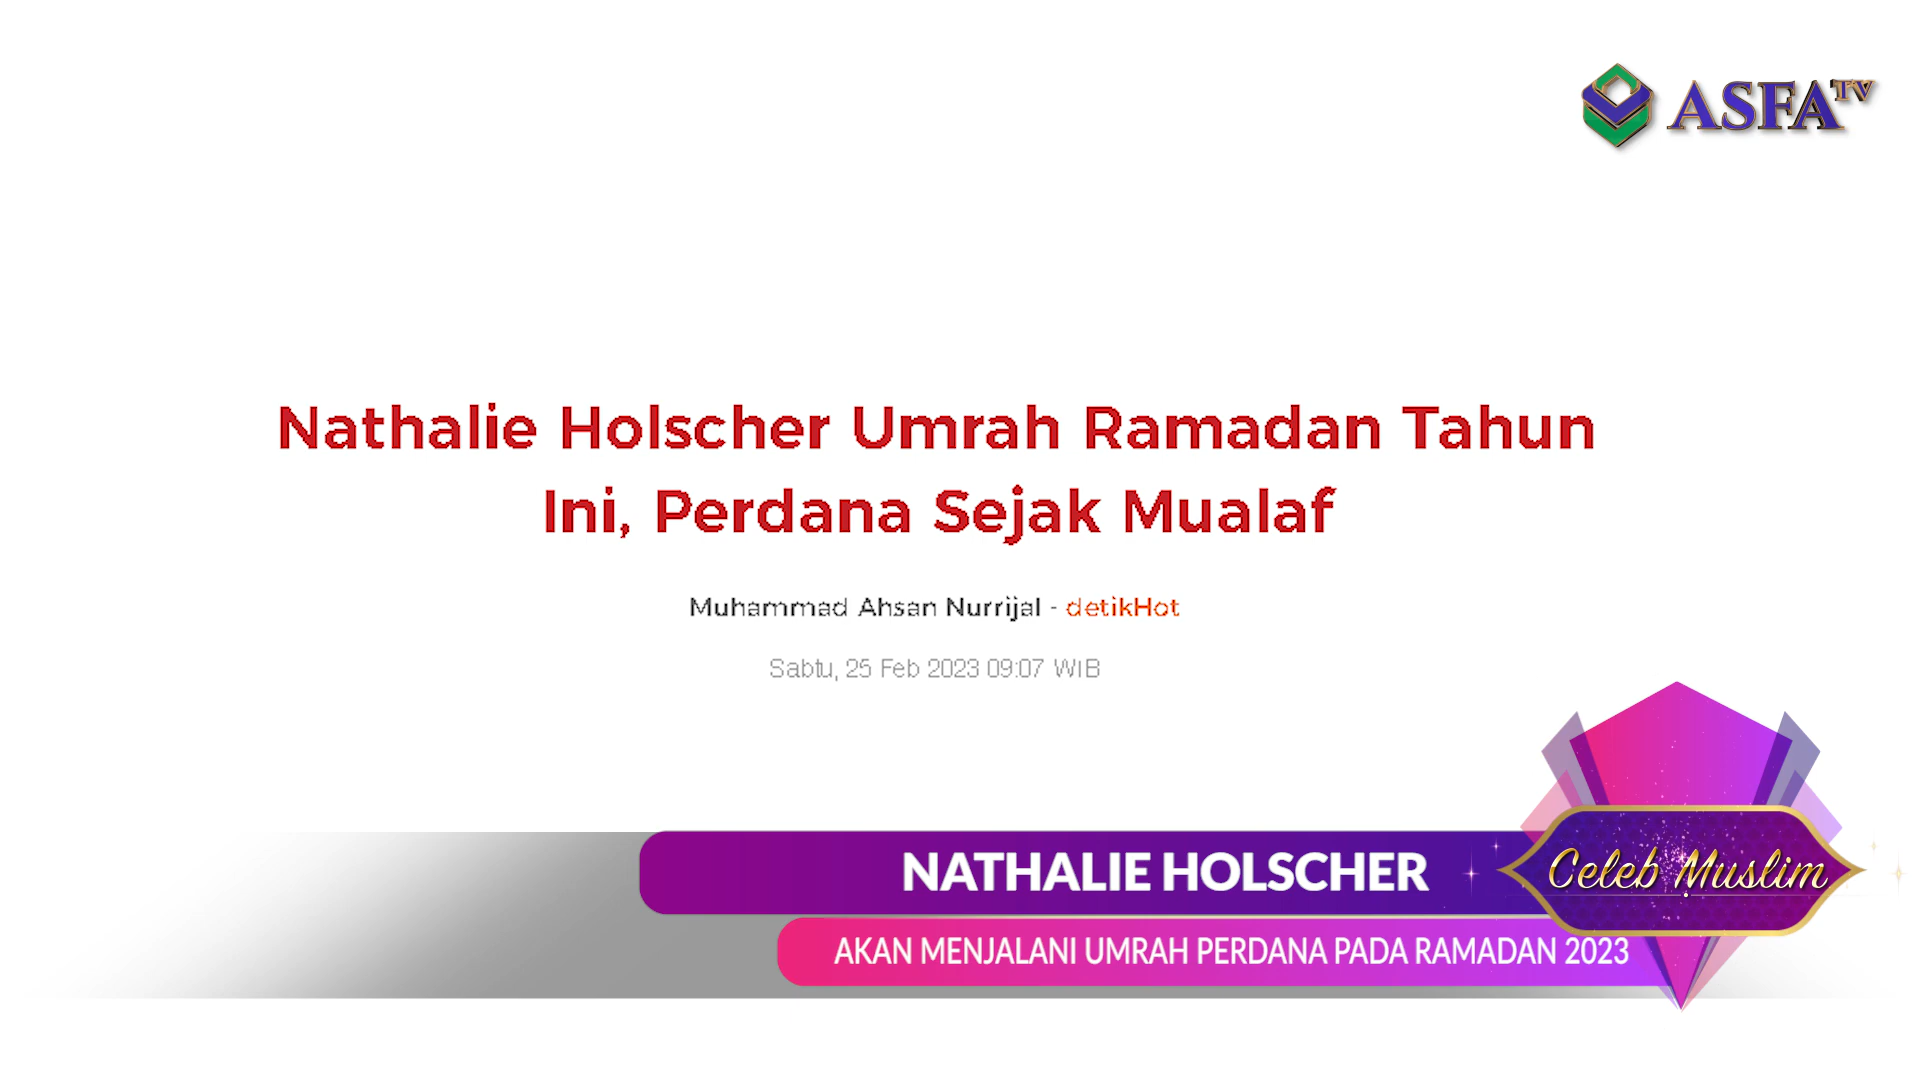 ASFA TV
Nathalie Holscher Umrah Ramadan Tahun
Ini, Perdana Sejak Mualaf
Muhammad Ahsan Nurrijal - detikHot
Sabtu, 25 Feb 2023 09:07 WIB
NATHALIE HOLSCHER
Celeb Muslim
AKAN MENJALANI UMRAH PERDANA PADA RAMADAN 2023